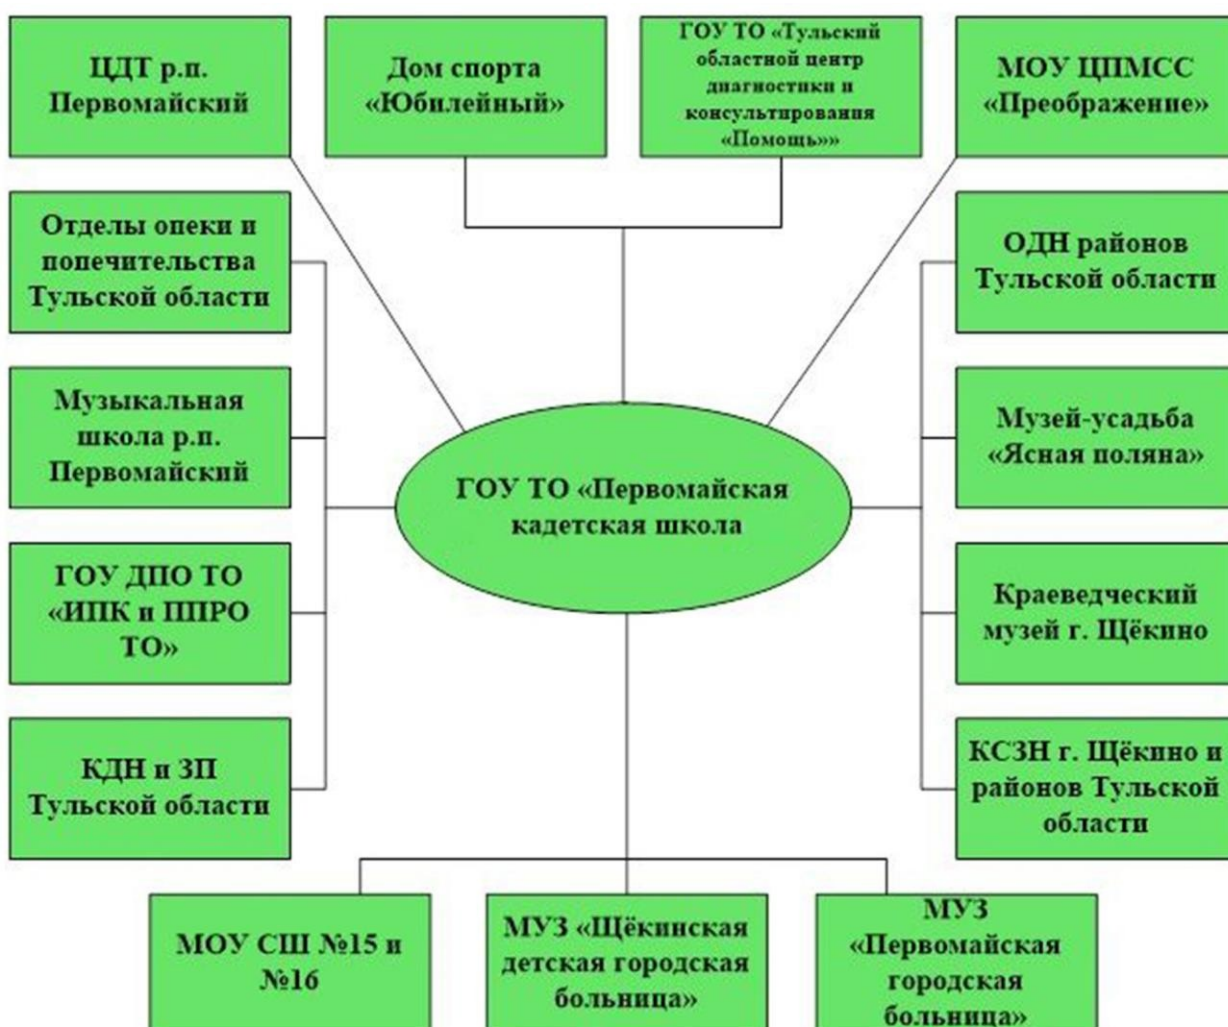 ЦДТ р.п.
Первомайский
Дом спорта
«Юбилейный»
ГОУ ТО «Тульский
областной центр
диагностики и
консультирования
«Помощь»»
МОУ ЦПМСС
«Преображение»
Отделы опеки и
попечительства
Тульской области
ОДН районов
Тульской области
Музыкальная
школа р.п.
Первомайский
Музей-усадьба
«Ясная поляна»
ГОУ ТО «Первомайская
кадетская школа
ГОУ ДПО ТО
«ИПК и ППРО
ТО»
Краеведческий
музей г. Щёкино
КДН и ЗП
Тульской области
КСЗН г. Щёкино и
районов Тульской
области
МОУ СШ №15 и
№16
МУЗ «Щёкинская
детская городская
больница»
МУЗ
«Первомайская
городская
больница»